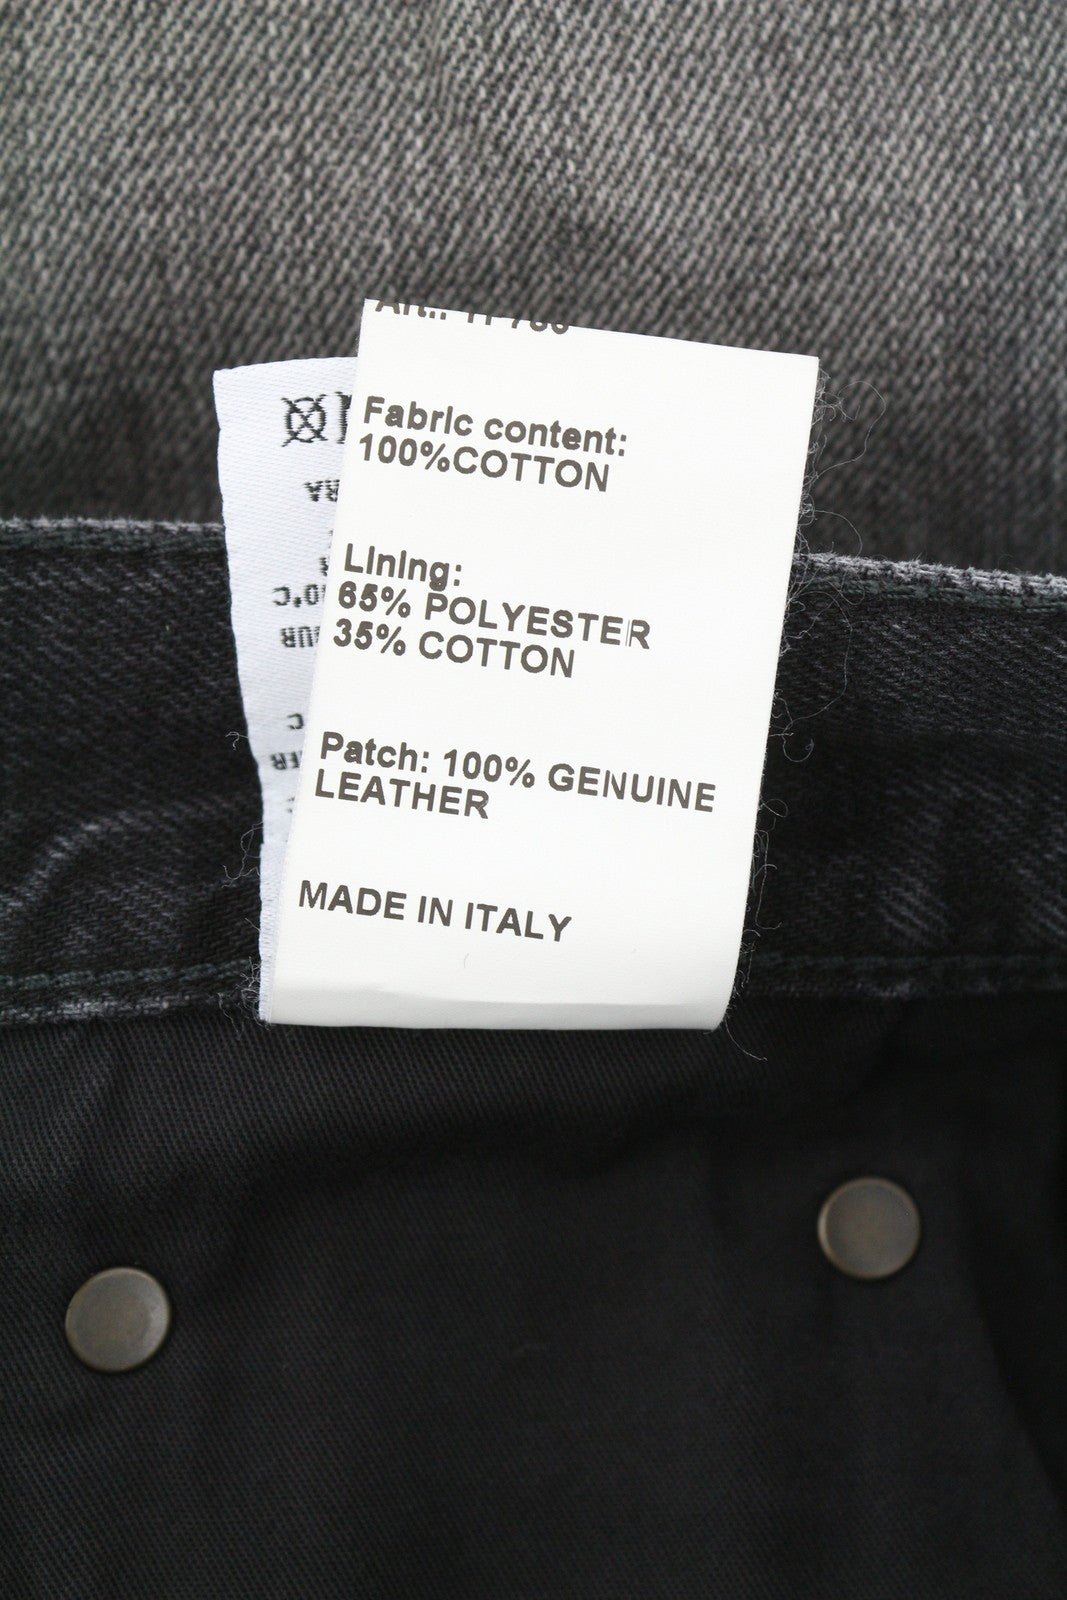 Fabric content:
100%COTTON
Lining:
65% POLYESTER
35% COTTON
Patch: 100% GENUINE
LEATHER
MADE IN ITALY